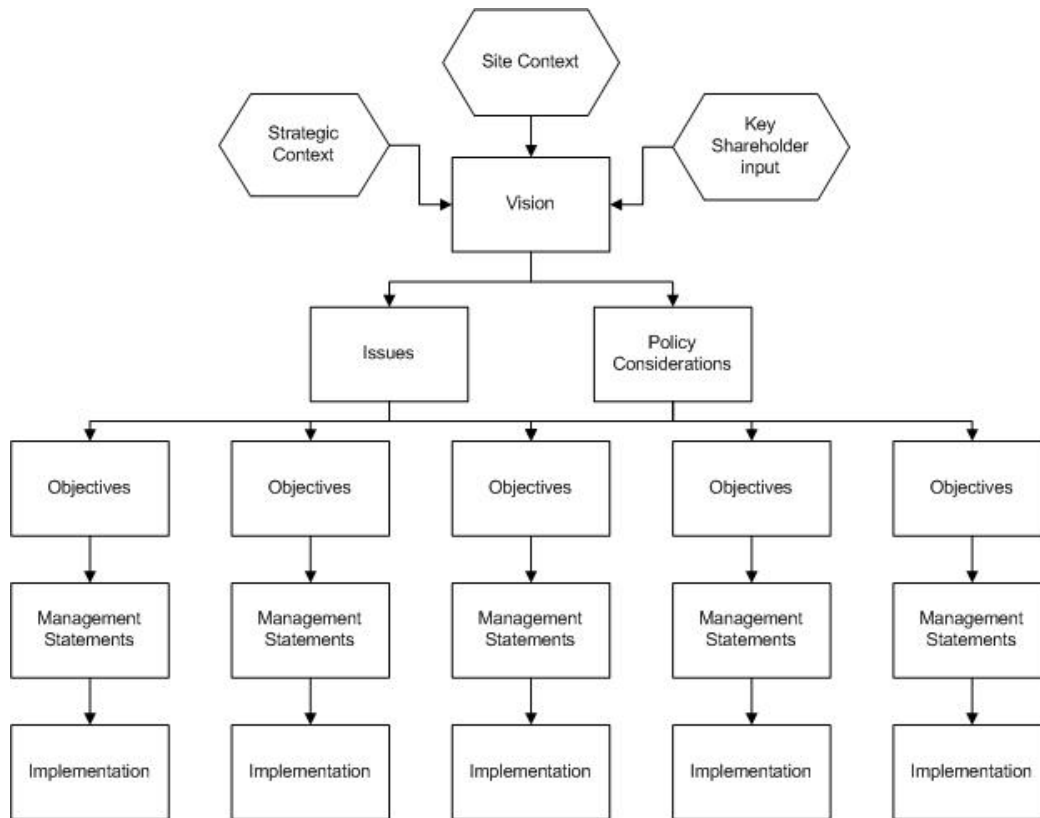 Site Context
Strategic
Context
Key
Shareholder
input
Vision
Issues
Policy
Considerations
Objectives
Objectives
Objectives
Objectives
Objectives
Management
Statements
Management
Statements
Management
Statements
Management
Statements
Management
Statements
Implementation
Implementation
Implementation
Implementation
Implementation